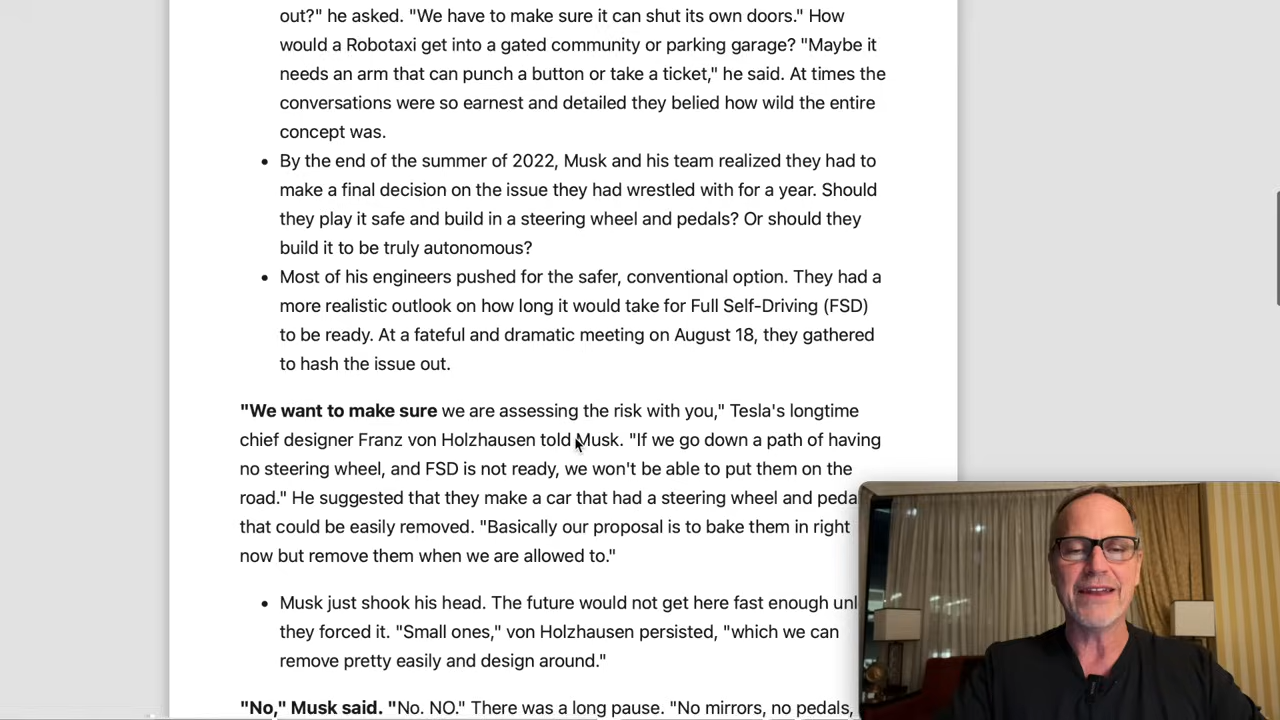 out?" he asked. "We have to make sure it can shut its own doors." How
would a Robotaxi get into a gated community or parking garage? "Maybe it
needs an arm that can punch a button or take a ticket," he said. At times the
conversations were so earnest and detailed they belied how wild the entire
concept was.
• By the end of the summer of 2022, Musk and his team realized they had to
make a final decision on the issue they had wrestled with for a year. Should
they play it safe and build in a steering wheel and pedals? Or should they
build it to be truly autonomous?
• Most of his engineers pushed for the safer, conventional option. They had a
more realistic outlook on how long it would take for Full Self-Driving (FSD)
to be ready. At a fateful and dramatic meeting on August 18, they gathered
to hash the issue out.
"We want to make sure we are assessing the risk with you," Tesla's longtime
chief designer Franz von Holzhausen told Musk. "If we go down a path of having
no steering wheel, and FSD is not ready, we won't be able to put them on the
road." He suggested that they make a car that had a steering wheel and peda
that could be easily removed. "Basically our proposal is to bake them in right
now but remove them when we are allowed to."
• Musk just shook his head. The future would not get here fast enough unl
they forced it. "Small ones," von Holzhausen persisted, "which we can
remove pretty easily and design around."
"No," Musk said. "No. NO." There was a long pause. "No mirrors, no pedals,